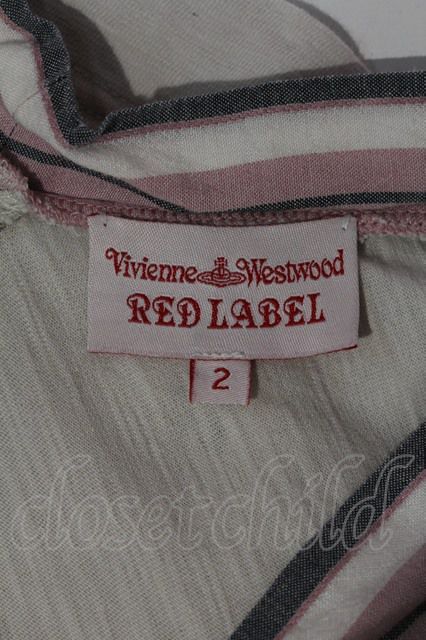 Vivienne Westwood
RED LABEL
2
closetchild